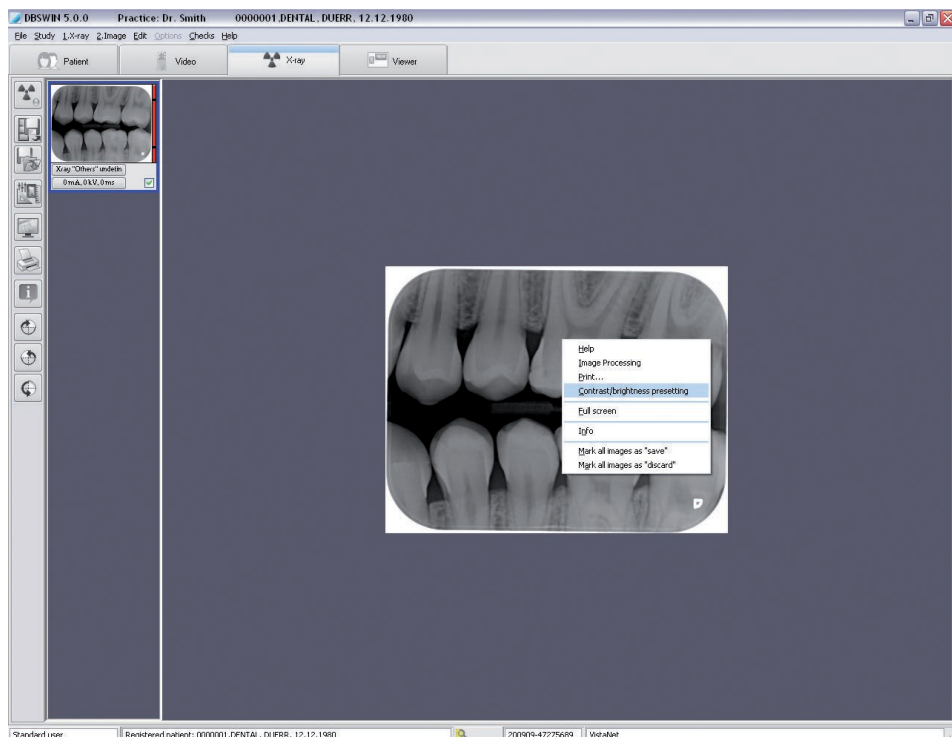 DBSWIN 5.0.0 Practice: Dr. Smith 0000001 ,DENTAL , DUERR, 12.12.1980
File Study 1.X-ray 2.Image Edit Options Checks Help
Patient Video X-ray Viewer
Xray "Others" undefin
0 mA, 0 kV, 0 ms
Help
Image Processing
Print...
Contrast/brightness presetting
Full screen
Info
Mark all images as "save"
Mark all images as "discard"
Standard user Registered patient: 0000001 ,DENTAL , DUERR, 12.12.1980 200909-47275689 VistaNet